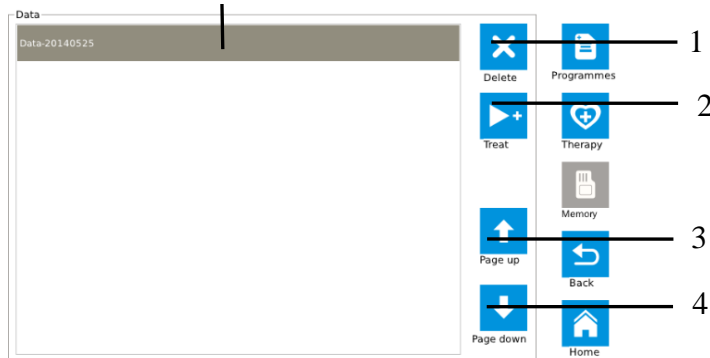 Data
Data-20140525
1
Delete
Programmes
2
Treat
Therapy
Memory
3
Page up
Back
4
Page down
Home